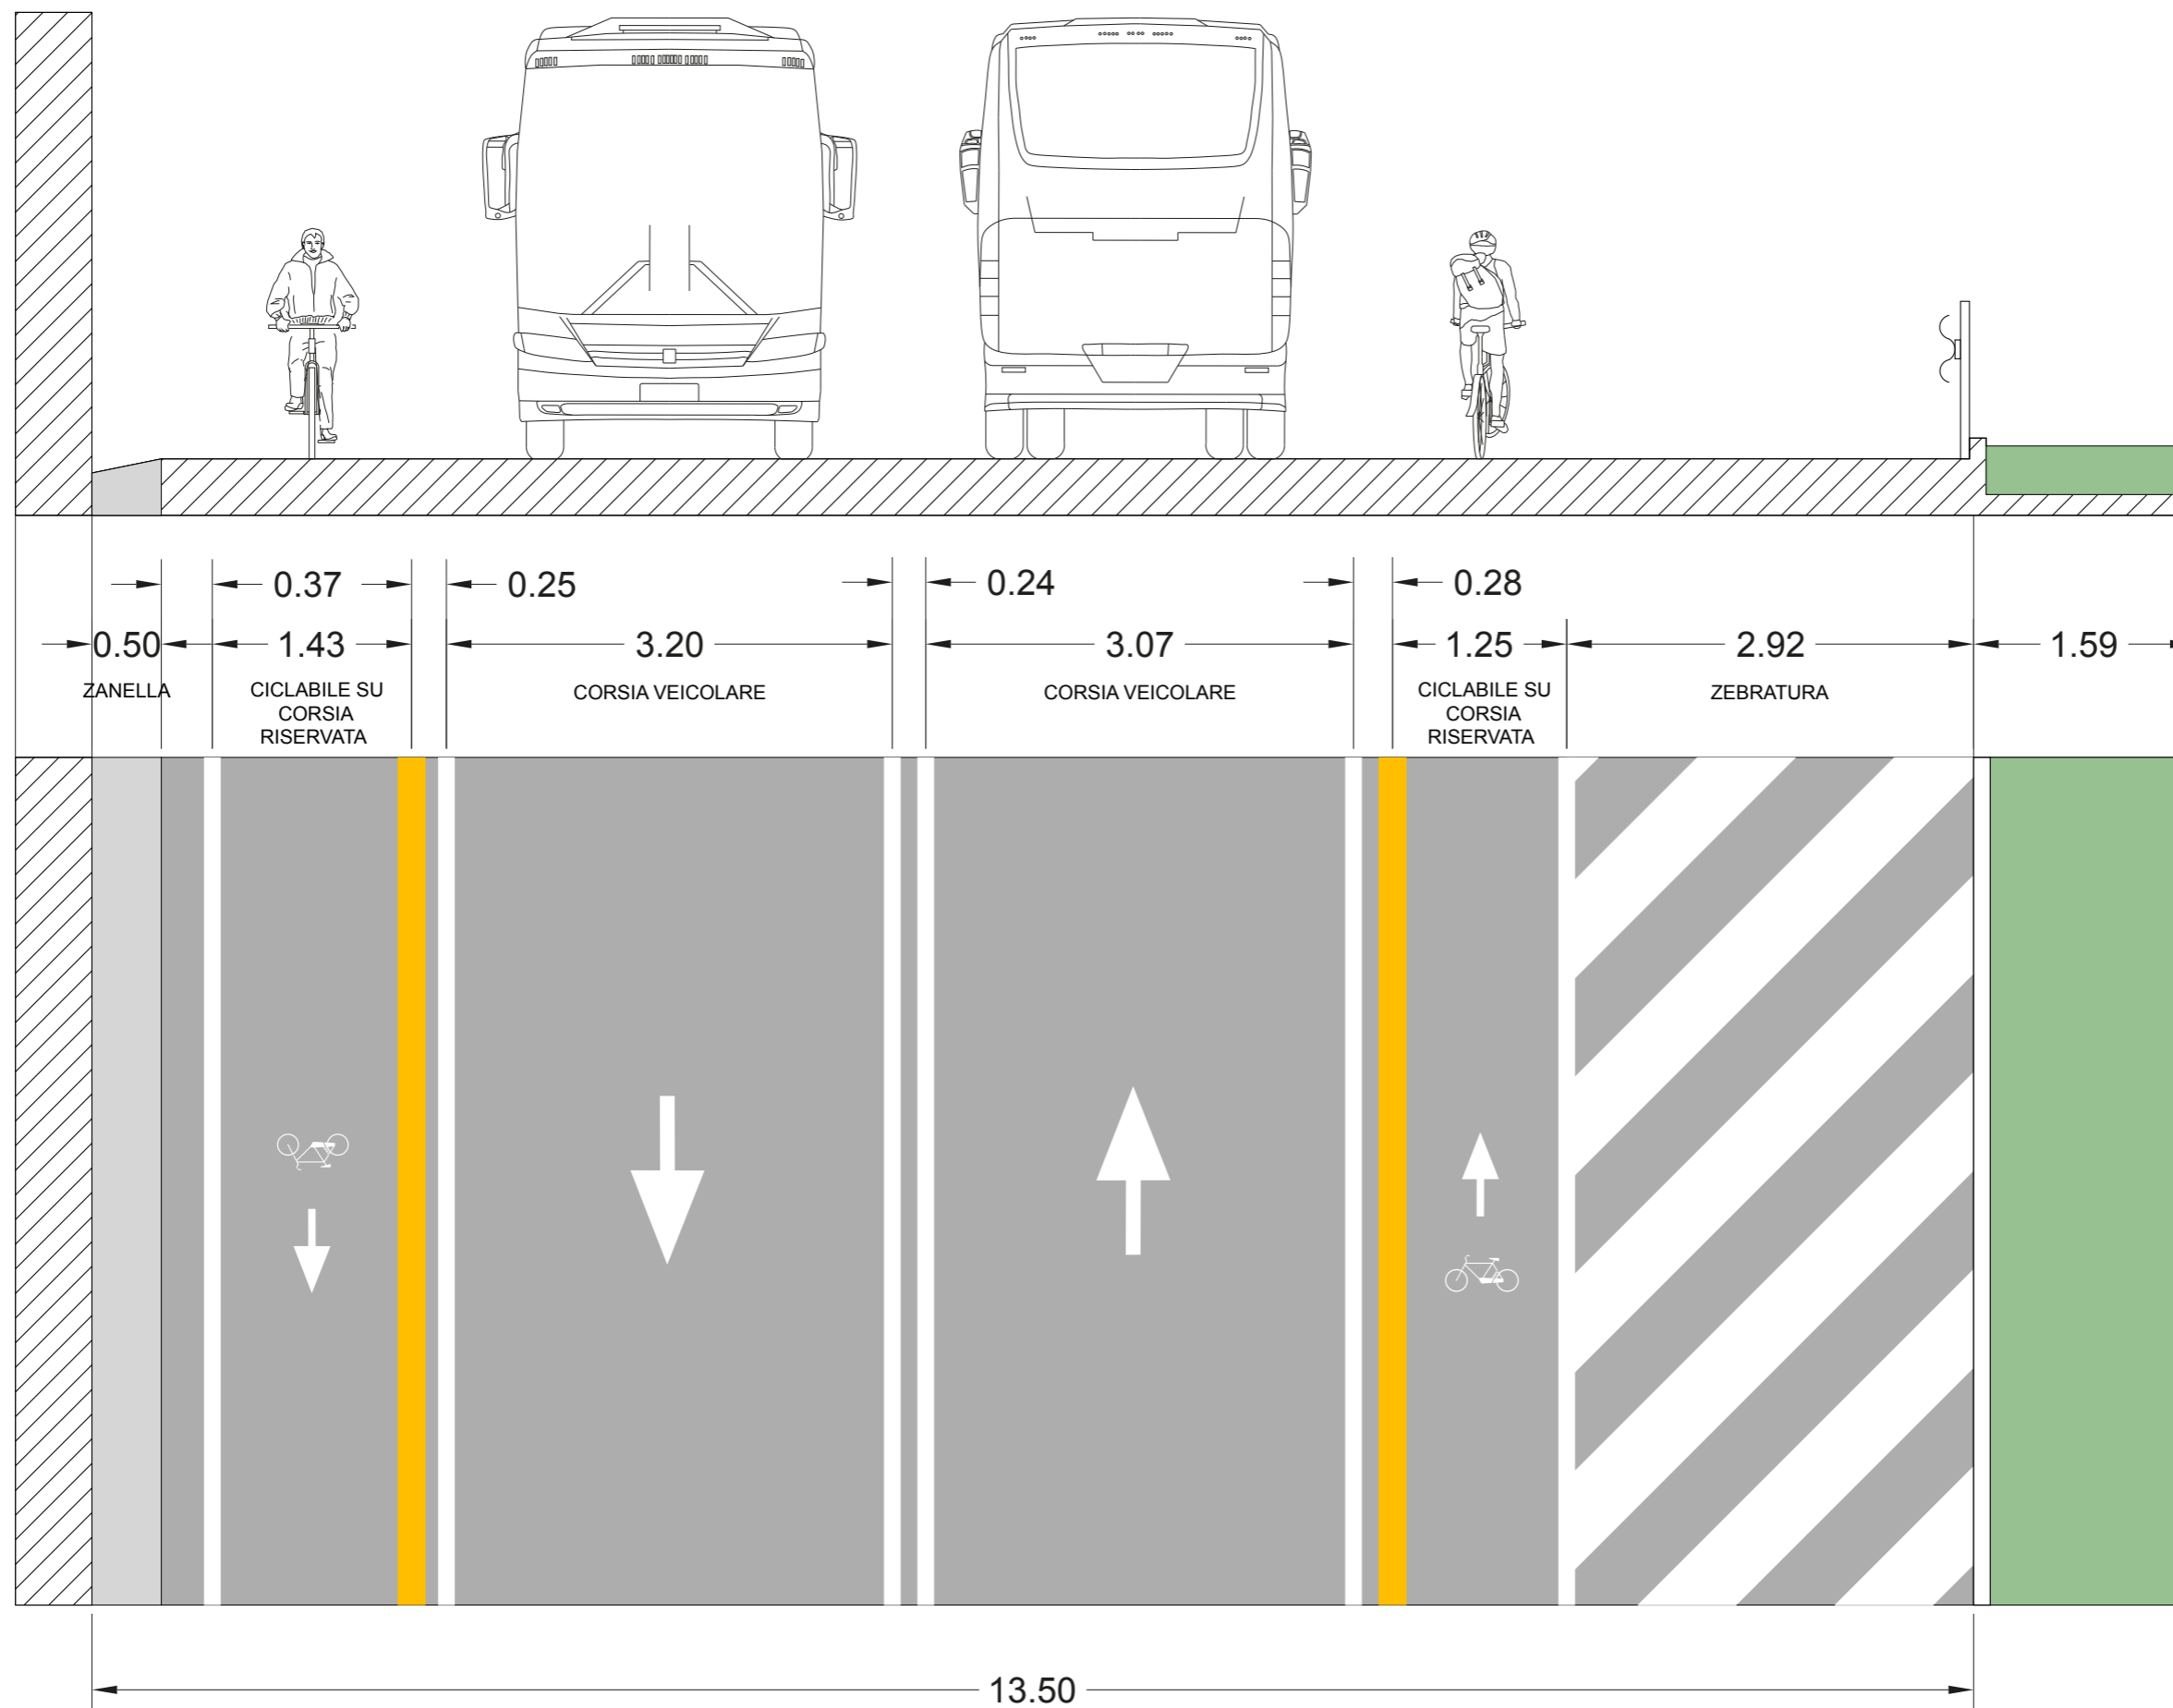 0.37 0.25 0.24 0.28
0.50 1.43 3.20 3.07 1.25 2.92 1.59
ZANELLA
CICLABILE SU
CORSIA
RISERVATA
CORSIA VEICOLARE
CORSIA VEICOLARE
CICLABILE SU
CORSIA
RISERVATA
ZEBRATURA
13.50